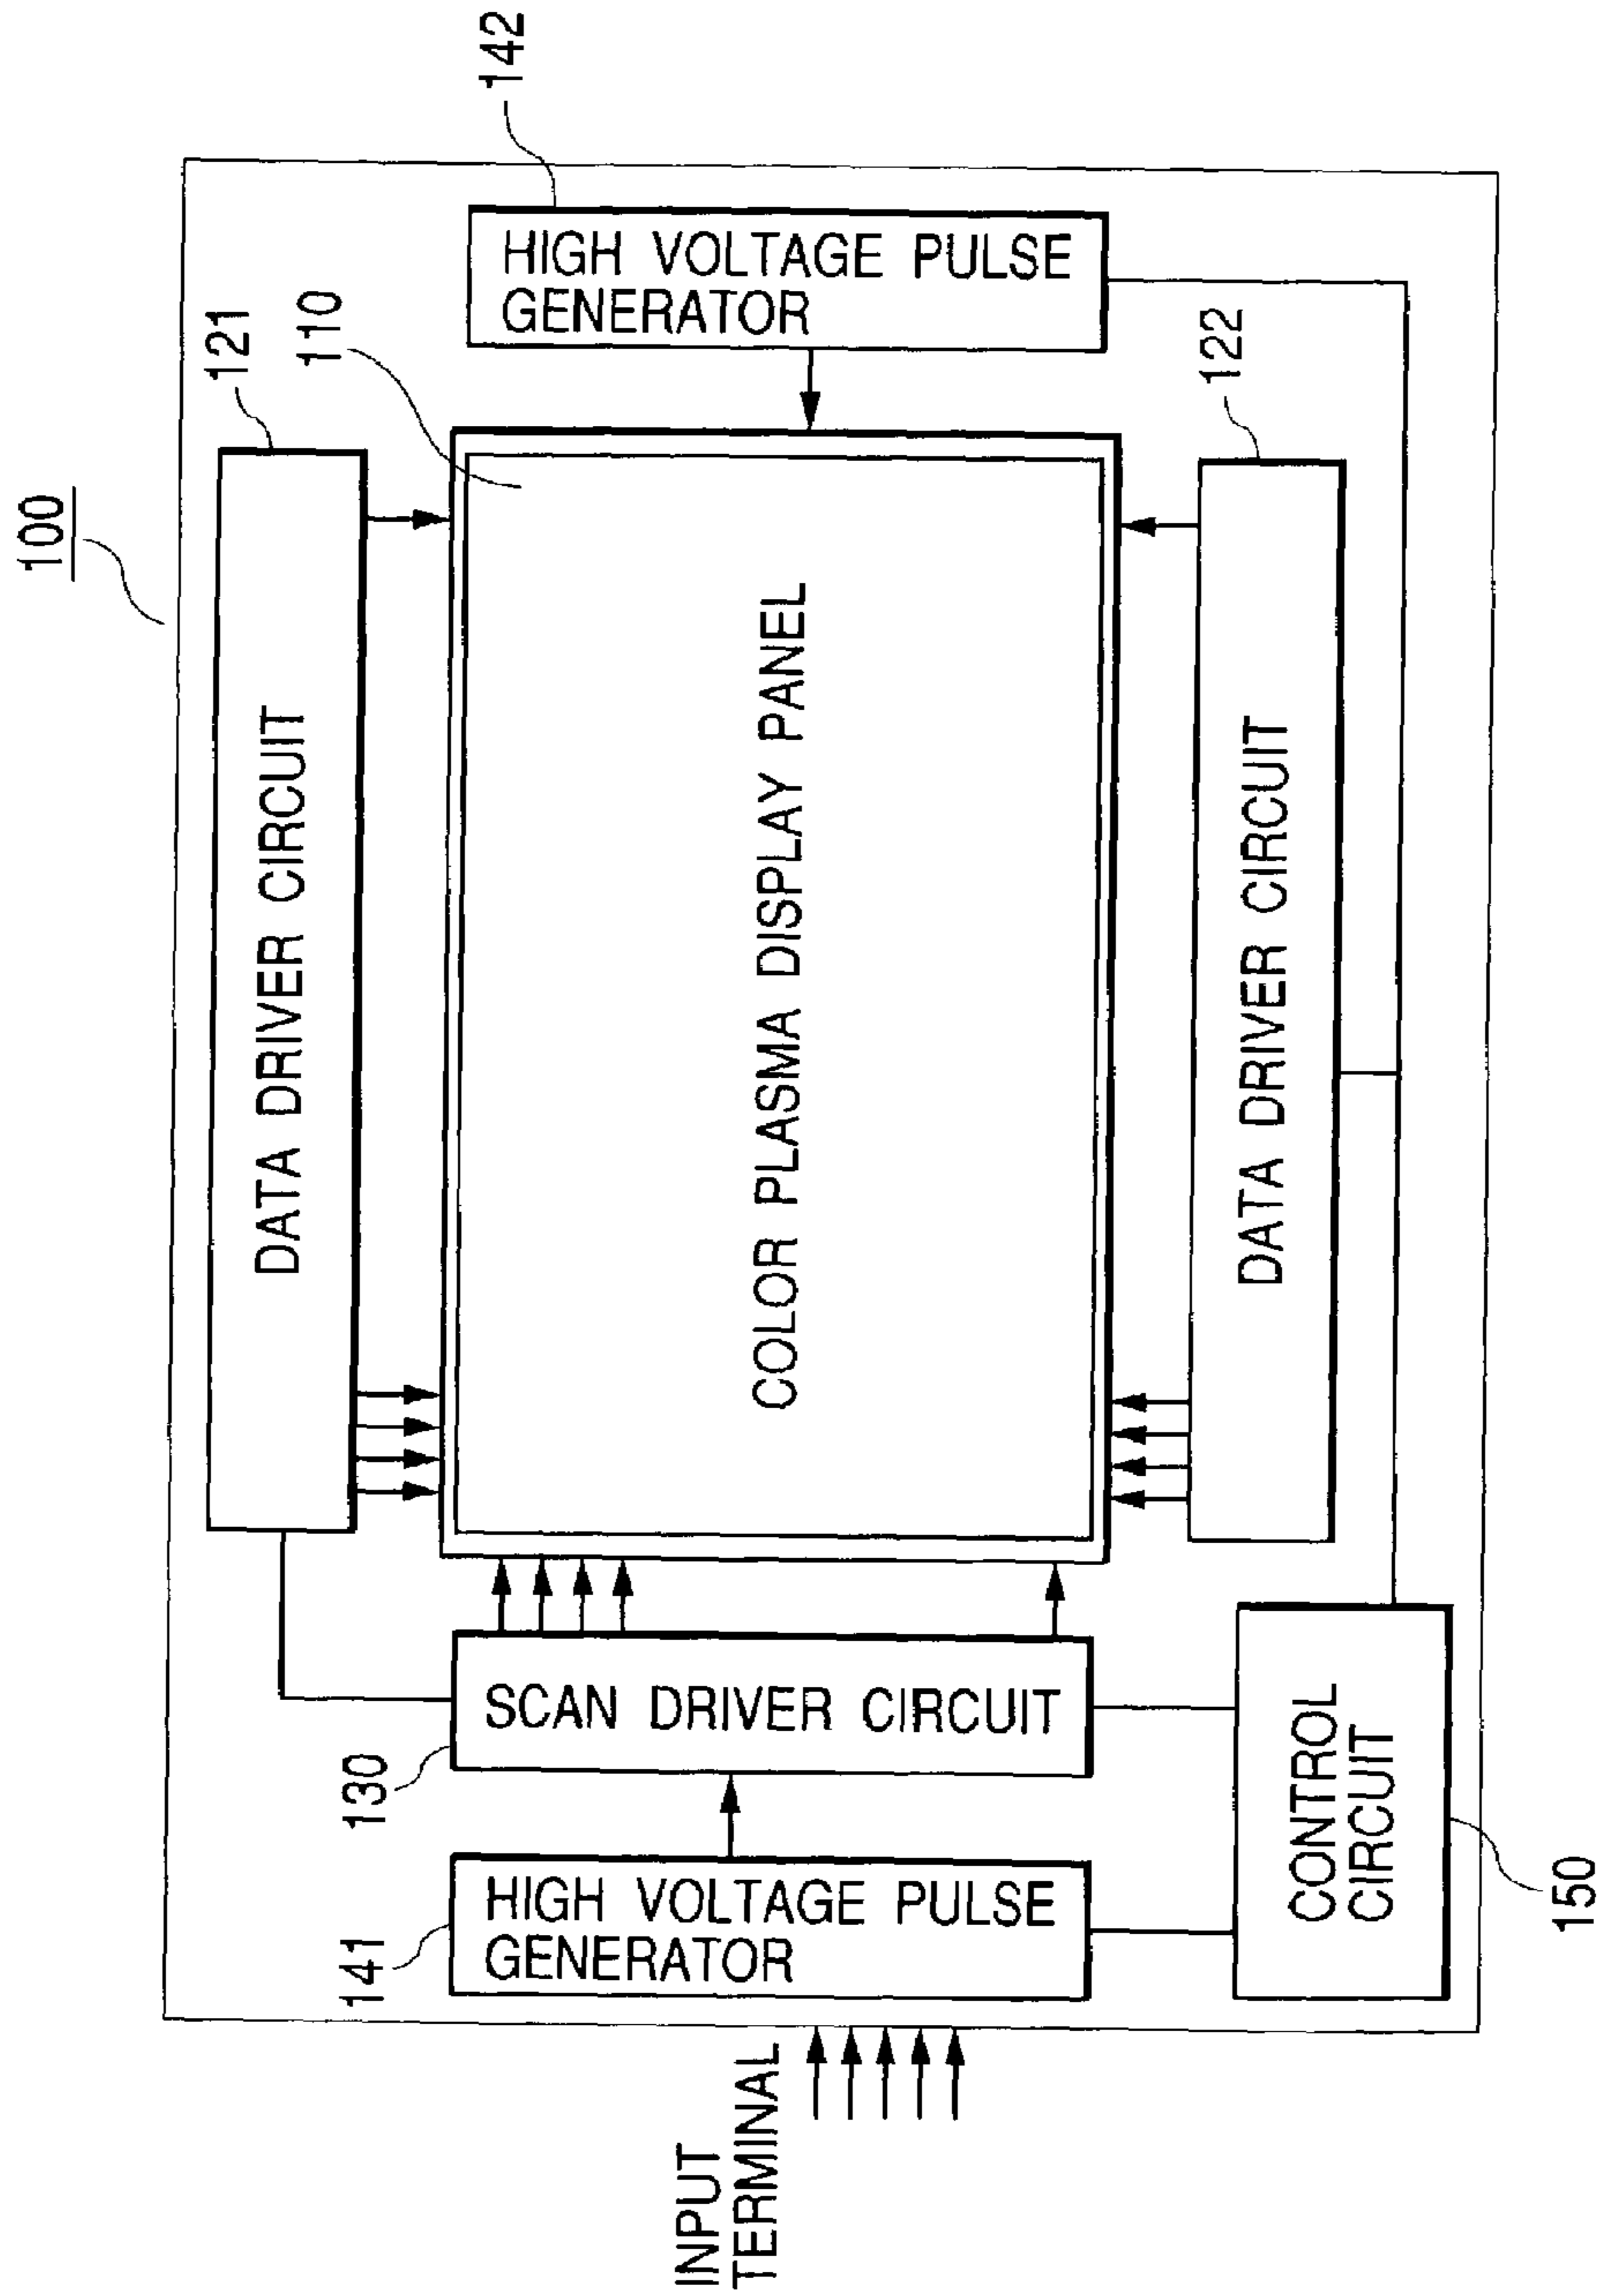 100
121
DATA DRIVER CIRCUIT
110
142
HIGH VOLTAGE PULSE
GENERATOR
COLOR PLASMA DISPLAY PANEL
130
SCAN DRIVER CIRCUIT
141
HIGH VOLTAGE PULSE
GENERATOR
INPUT
TERMINAL
122
DATA DRIVER CIRCUIT
CONTROL
CIRCUIT
150